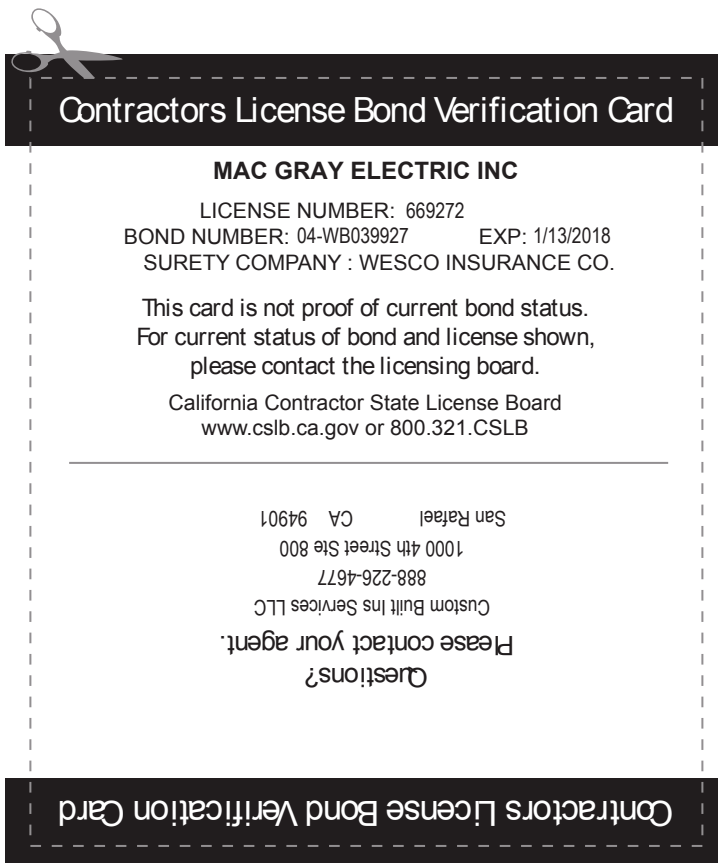 Contractors License Bond Verification Card
MAC GRAY ELECTRIC INC
LICENSE NUMBER: 669272
BOND NUMBER: 04-WB039927 EXP: 1/13/2018
SURETY COMPANY : WESCO INSURANCE CO.
This card is not proof of current bond status.
For current status of bond and license shown,
please contact the licensing board.
California Contractor State License Board
www.cslb.ca.gov or 800.321.CSLB
Contractors License Bond Verification Card
Questions?
Please contact your agent.
Custom Built Ins Services LLC
888-226-4677
1000 4th Street Ste 800
San Rafael CA 94901